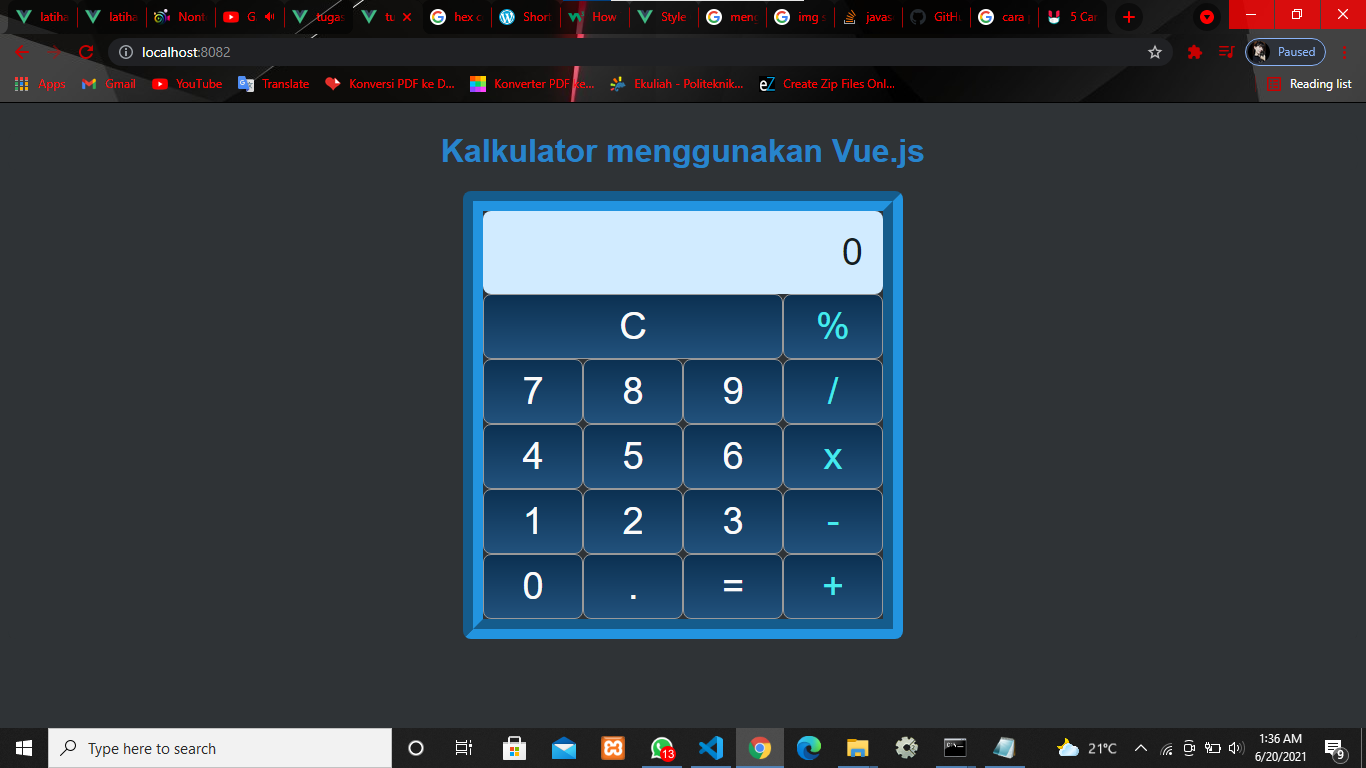 latiha
latiha
Nont
G
tugas
tu
hex c
Short
How
Style
meng
img s
javas
GitHu
cara p
5 Car
localhost:8082
Paused
Apps
Gmail
YouTube
Translate
Konversi PDF ke D...
Konverter PDF ke...
Ekuliah - Politeknik...
Create Zip Files Onl...
Reading list
Kalkulator menggunakan Vue.js
0
C %
7 8 9 /
4 5 6 x
1 2 3 -
0 . = +
Type here to search
13
21°C
1:36 AM
6/20/2021
9